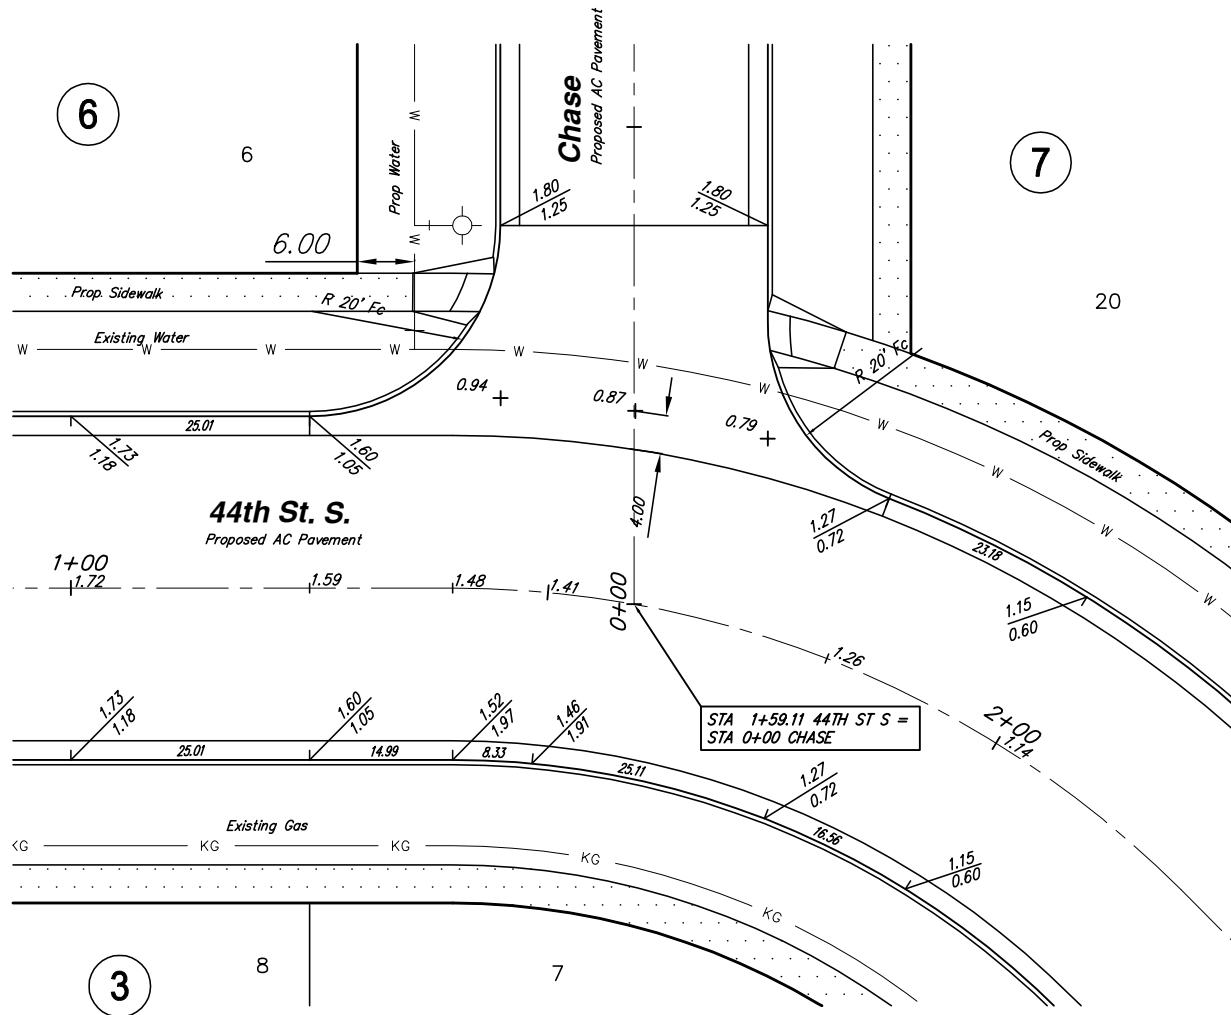 6
6
Chase
Proposed AC Pavement
7
20
W
Prop Water
W
1.80
1.25
1.80
1.25
6.00
Prop. Sidewalk
R 20' Fc
Existing Water
W
W
W
W
W
W
W
W
W
W
W
R 20' Fc
Prop Sidewalk
0.94
0.87
0.79
25.01
1.73
1.18
1.60
1.05
44th St. S.
Proposed AC Pavement
4.00
1.27
0.72
23.18
1.15
0.60
1+00
1.72
1.59
1.48
1.41
0+00
1.26
2+00
1.14
STA 1+59.11 44TH ST S =
STA 0+00 CHASE
1.73
1.18
1.60
1.05
1.52
1.97
1.46
1.91
25.01
14.99
8.33
25.11
1.27
0.72
16.56
1.15
0.60
Existing Gas
KG
KG
KG
KG
KG
3
8
7